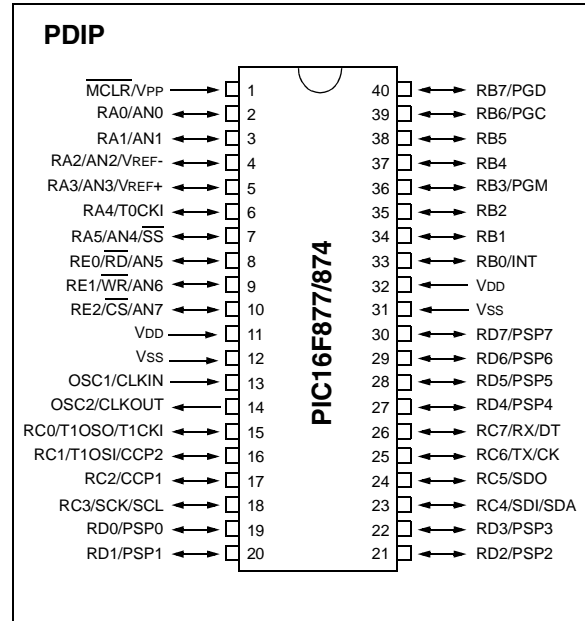 PDIP
MCLR/VPP 1 40 RB7/PGD
RA0/AN0 2 39 RB6/PGC
RA1/AN1 3 38 RB5
RA2/AN2/VREF- 4 37 RB4
RA3/AN3/VREF+ 5 36 RB3/PGM
RA4/T0CKI 6 35 RB2
RA5/AN4/SS 7 34 RB1
RE0/RD/AN5 8 33 RB0/INT
RE1/WR/AN6 9 32 VDD
RE2/CS/AN7 10 31 VSS
VDD 11 30 RD7/PSP7
VSS 12 29 RD6/PSP6
OSC1/CLKIN 13 28 RD5/PSP5
OSC2/CLKOUT 14 27 RD4/PSP4
RC0/T1OSO/T1CKI 15 26 RC7/RX/DT
RC1/T1OSI/CCP2 16 25 RC6/TX/CK
RC2/CCP1 17 24 RC5/SDO
RC3/SCK/SCL 18 23 RC4/SDI/SDA
RD0/PSP0 19 22 RD3/PSP3
RD1/PSP1 20 21 RD2/PSP2
PIC16F877/874